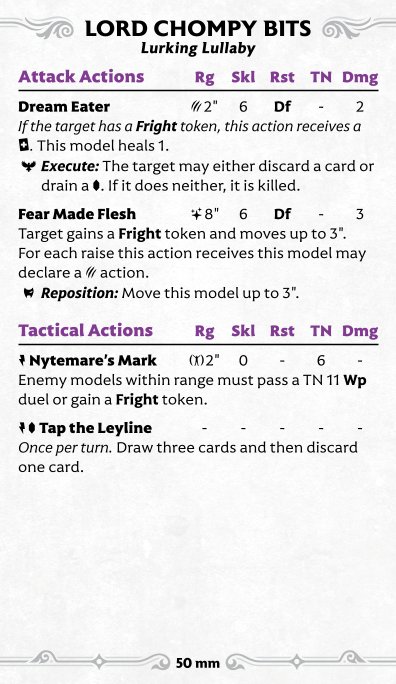 LORD CHOMPY BITS
Lurking Lullaby
Attack Actions Rg Skl Rst TN Dmg
Dream Eater 2" 6 Df - 2
If the target has a Fright token, this action receives a
. This model heals 1.
Execute: The target may either discard a card or
drain a . If it does neither, it is killed.
Fear Made Flesh 8" 6 Df - 3
Target gains a Fright token and moves up to 3".
For each raise this action receives this model may
declare a action.
Reposition: Move this model up to 3".
Tactical Actions Rg Skl Rst TN Dmg
Nytemare's Mark 2" 0 - 6 -
Enemy models within range must pass a TN 11 Wp
duel or gain a Fright token.
Tap the Leyline - - - - -
Once per turn. Draw three cards and then discard
one card.
50 mm